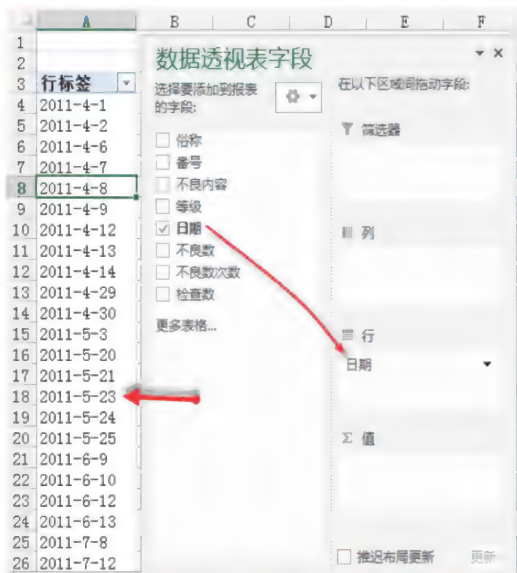 A B C D E F
1
2
3 行标签
4 2011-4-1
5 2011-4-2
6 2011-4-6
7 2011-4-7
8 2011-4-8
9 2011-4-9
10 2011-4-12
11 2011-4-13
12 2011-4-14
13 2011-4-29
14 2011-4-30
15 2011-5-3
16 2011-5-20
17 2011-5-21
18 2011-5-23
19 2011-5-24
20 2011-5-25
21 2011-6-9
22 2011-6-10
23 2011-6-12
24 2011-6-13
25 2011-7-8
26 2011-7-12
数据透视表字段
选择要添加到报表
的字段:
俗称
番号
不良内容
等级
日期
不良数
不良数次数
检查数
更多表格...
在以下区域间拖动字段:
筛选器
列
行
日期
Σ 值
推迟布局更新
更新